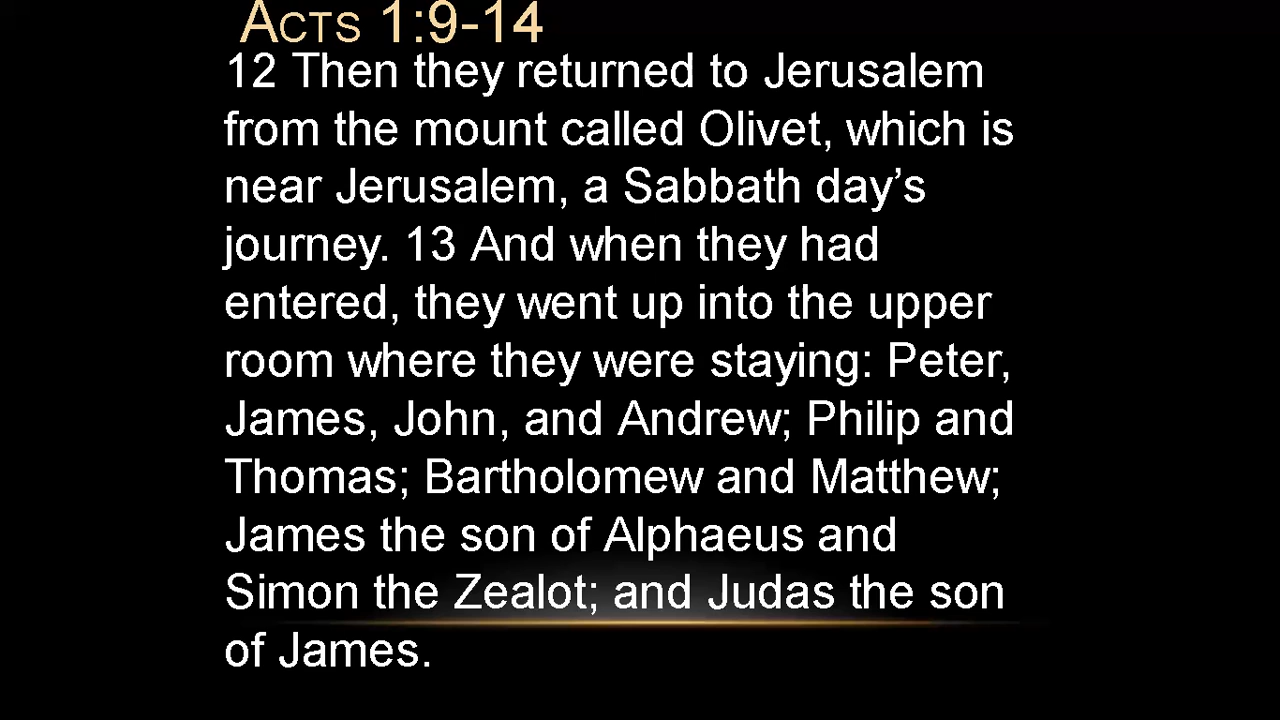 ACTS 1:9-14
12 Then they returned to Jerusalem
from the mount called Olivet, which is
near Jerusalem, a Sabbath day’s
journey. 13 And when they had
entered, they went up into the upper
room where they were staying: Peter,
James, John, and Andrew; Philip and
Thomas; Bartholomew and Matthew;
James the son of Alphaeus and
Simon the Zealot; and Judas the son
of James.